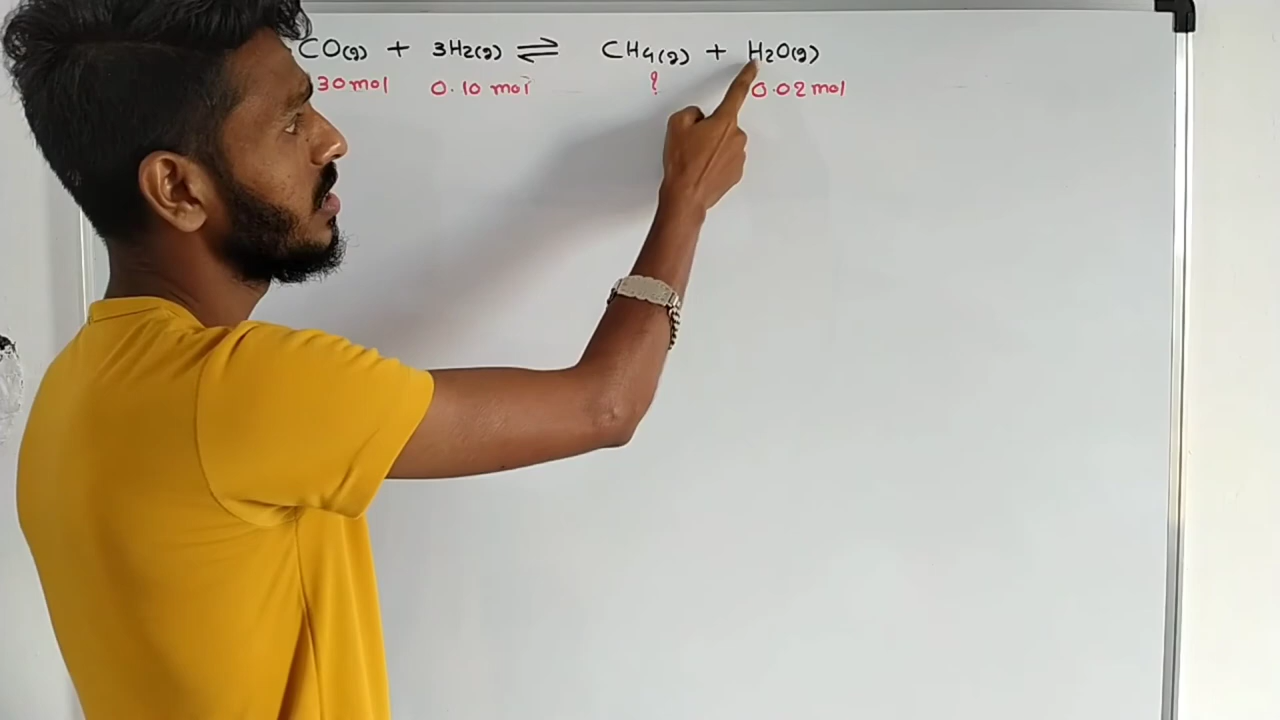 CO(g) + 3H2(g) ⇌ CH4(g) + H2O(g)
30 mol 0.10 mol ? 0.02 mol